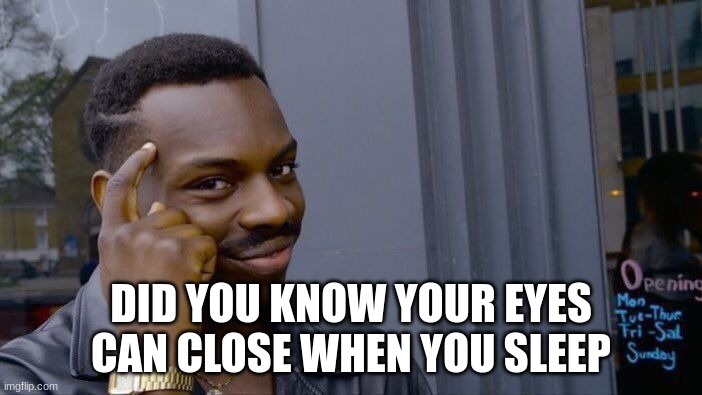 DID YOU KNOW YOUR EYES
CAN CLOSE WHEN YOU SLEEP
Opening
Mon
Tue-Thur
Fri-Sat
Sunday
imgflip.com